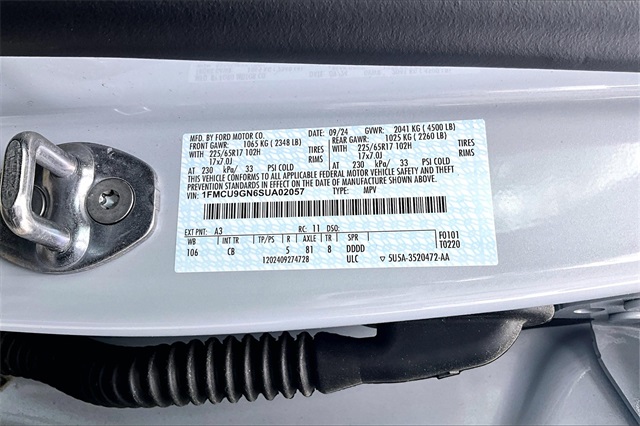 MFD. BY FORD MOTOR CO. DATE: 09/24 GVWR: 2041 KG (4500 LB)
FRONT GAWR: 1065 KG (2348 LB) REAR GAWR: 1025 KG (2260 LB)
WITH 225/65R17 102H TIRES WITH 225/65R17 102H TIRES
17x7.0J RIMS 17x7.0J RIMS
AT 230 kPa/ 33 PSI COLD AT 230 kPa/ 33 PSI COLD
THIS VEHICLE CONFORMS TO ALL APPLICABLE FEDERAL MOTOR VEHICLE SAFETY AND
THEFT PREVENTION STANDARDS IN EFFECT ON THE DATE OF MANUFACTURE SHOWN ABOVE.
VIN: 1FMCU9GN6SUA02057 TYPE: MPV
EXT PNT: A3 RC: 11 DSO: F0101
WB INT TR TP/PS R AXLE TR SPR T0220
106 CB 5 81 8 DDDD
1202409274728 ULC ▽ 5U5A-3520472-AA